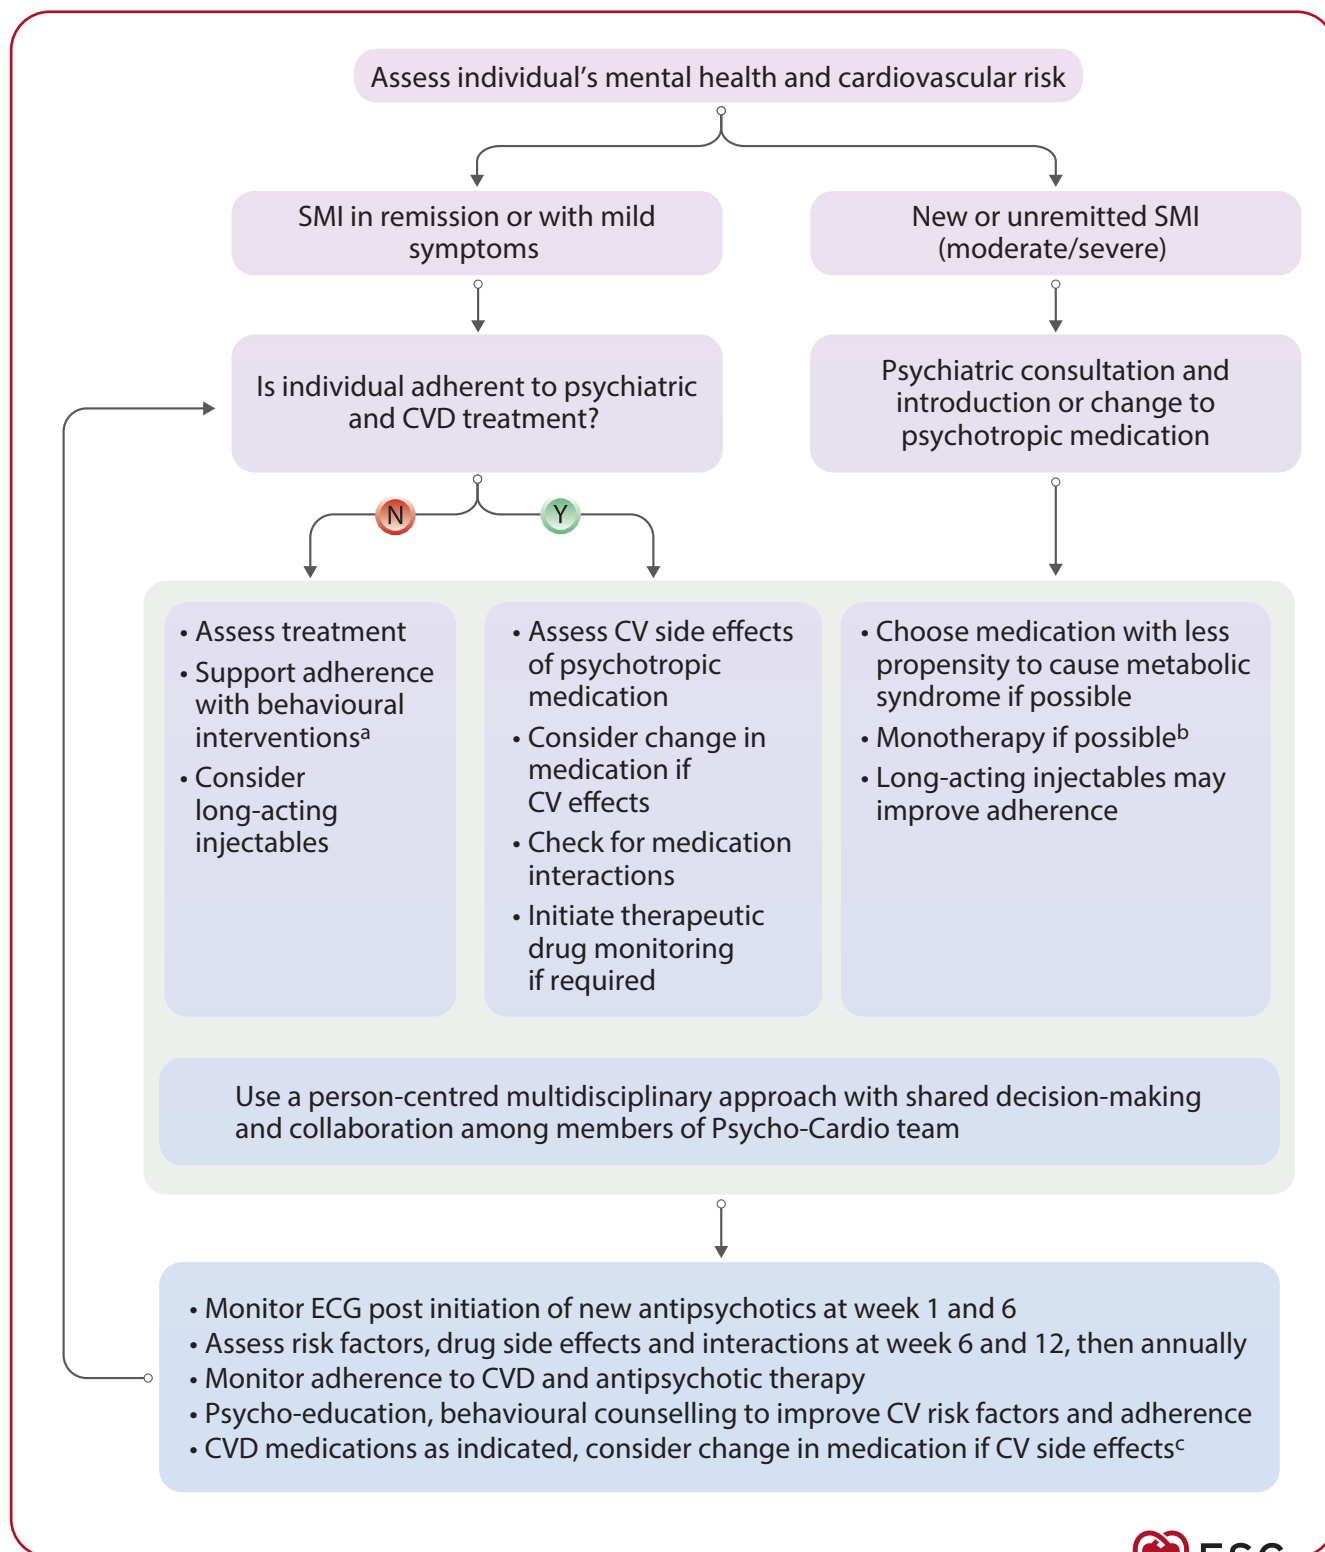 Assess individual's mental health and cardiovascular risk
SMI in remission or with mild
symptoms
New or unremitted SMI
(moderate/severe)
Is individual adherent to psychiatric
and CVD treatment?
Psychiatric consultation and
introduction or change to
psychotropic medication
N
Y
• Assess treatment
• Support adherence
with behavioural
interventionsᵃ
• Consider
long-acting
injectables
• Assess CV side effects
of psychotropic
medication
• Consider change in
medication if
CV effects
• Check for medication
interactions
• Initiate therapeutic
drug monitoring
if required
• Choose medication with less
propensity to cause metabolic
syndrome if possible
• Monotherapy if possibleᵇ
• Long-acting injectables may
improve adherence
Use a person-centred multidisciplinary approach with shared decision-making
and collaboration among members of Psycho-Cardio team
• Monitor ECG post initiation of new antipsychotics at week 1 and 6
• Assess risk factors, drug side effects and interactions at week 6 and 12, then annually
• Monitor adherence to CVD and antipsychotic therapy
• Psycho-education, behavioural counselling to improve CV risk factors and adherence
• CVD medications as indicated, consider change in medication if CV side effectsᶜ
ESC